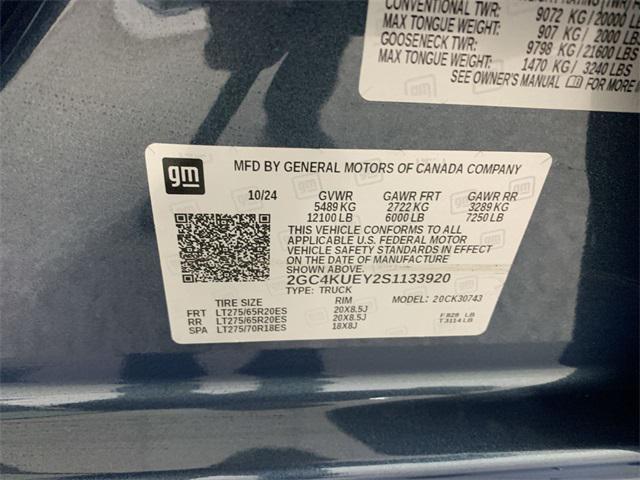 CONVENTIONAL TWR: 9072 KG/20000 LBS
MAX TONGUE WEIGHT: 907 KG/ 2000 LBS
GOOSENECK TWR: 9798 KG/21600 LBS
MAX TONGUE WEIGHT: 1470 KG/ 3240 LBS
SEE OWNER'S MANUAL FOR MORE
gm
MFD BY GENERAL MOTORS OF CANADA COMPANY
10/24 GVWR GAWR FRT GAWR RR
5489 KG 2722 KG 3289 KG
12100 LB 6000 LB 7250 LB
THIS VEHICLE CONFORMS TO ALL
APPLICABLE U.S. FEDERAL MOTOR
VEHICLE SAFETY STANDARDS IN EFFECT
ON THE DATE OF MANUFACTURE
SHOWN ABOVE.
2GC4KUEY2S1133920
TYPE: TRUCK MODEL: 20CK30743
TIRE SIZE RIM
FRT LT275/65R20ES 20X8.5J
RR LT275/65R20ES 20X8.5J
SPA LT275/70R18ES 18X8J
F 828 LB
T 3114 LB